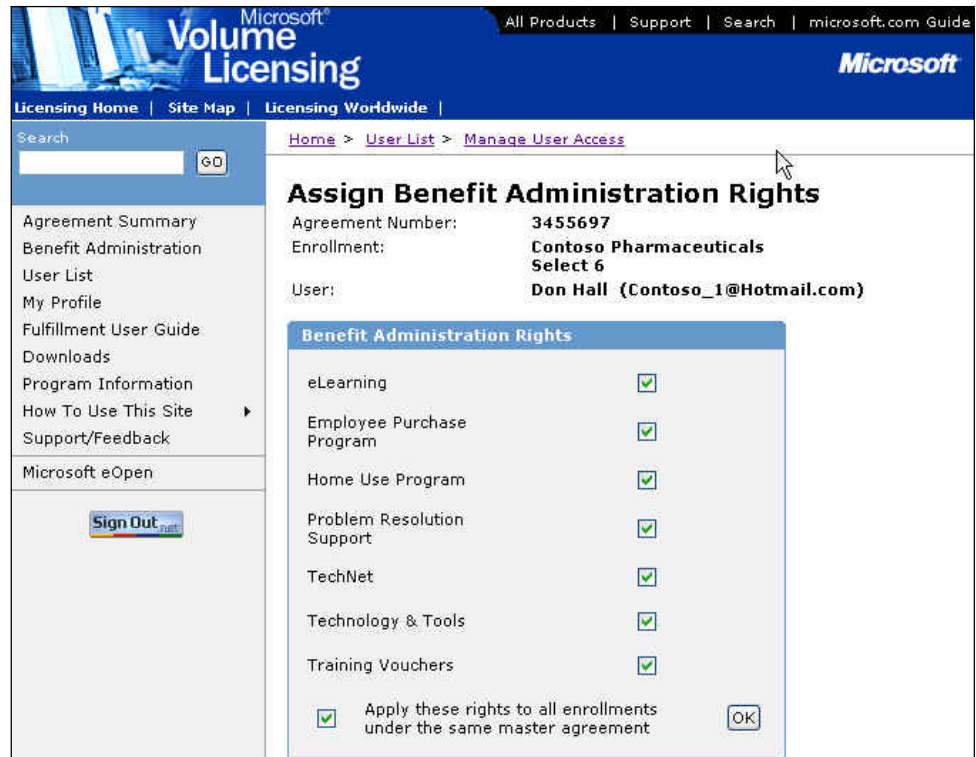 Microsoft®
Volume
Licensing
All Products | Support | Search | microsoft.com Guide
Microsoft
Licensing Home | Site Map | Licensing Worldwide |
Search
GO
Agreement Summary
Benefit Administration
User List
My Profile
Fulfillment User Guide
Downloads
Program Information
How To Use This Site
Support/Feedback
Microsoft eOpen
Sign Out .net
Home > User List > Manage User Access
Assign Benefit Administration Rights
Agreement Number: 3455697
Enrollment: Contoso Pharmaceuticals
Select 6
User: Don Hall (Contoso_1@Hotmail.com)
Benefit Administration Rights
eLearning
Employee Purchase
Program
Home Use Program
Problem Resolution
Support
TechNet
Technology & Tools
Training Vouchers
Apply these rights to all enrollments
under the same master agreement
OK